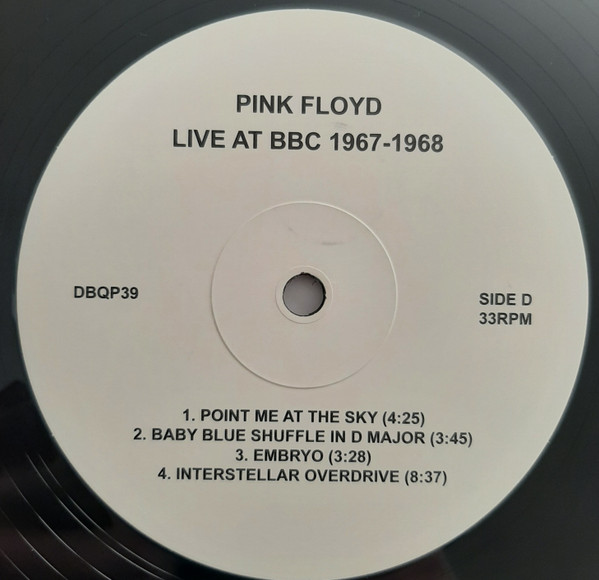 PINK FLOYD
LIVE AT BBC 1967-1968
DBQP39
SIDE D
33RPM
1. POINT ME AT THE SKY (4:25)
2. BABY BLUE SHUFFLE IN D MAJOR (3:45)
3. EMBRYO (3:28)
4. INTERSTELLAR OVERDRIVE (8:37)